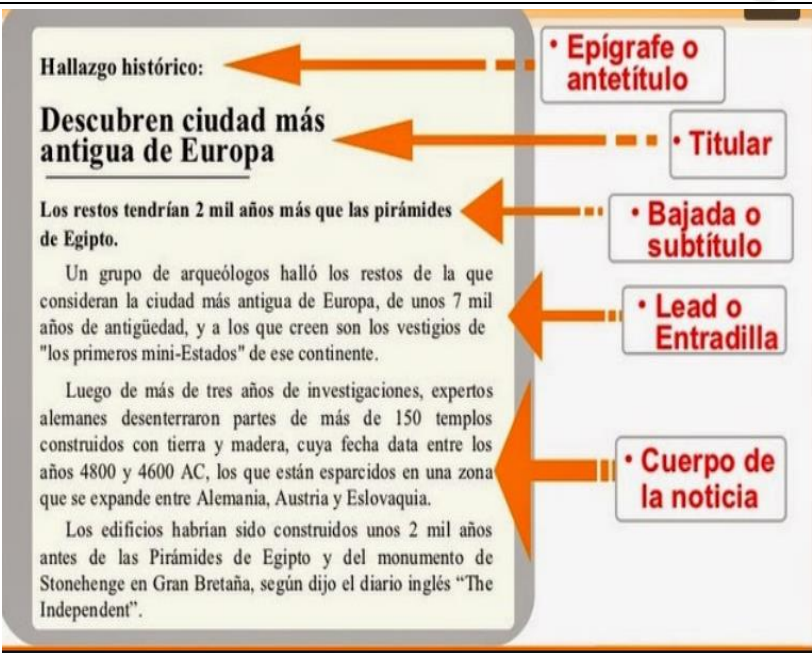 Hallazgo histórico:
Descubren ciudad más
antigua de Europa
Los restos tendrían 2 mil años más que las pirámides
de Egipto.
Un grupo de arqueólogos halló los restos de la que
consideran la ciudad más antigua de Europa, de unos 7 mil
años de antigüedad, y a los que creen son los vestigios de
"los primeros mini-Estados" de ese continente.
Luego de más de tres años de investigaciones, expertos
alemanes desenterraron partes de más de 150 templos
construidos con tierra y madera, cuya fecha data entre los
años 4800 y 4600 AC, los que están esparcidos en una zona
que se expande entre Alemania, Austria y Eslovaquia.
Los edificios habrían sido construidos unos 2 mil años
antes de las Pirámides de Egipto y del monumento de
Stonehenge en Gran Bretaña, según dijo el diario inglés “The
Independent”.
• Epígrafe o
antetítulo
• Titular
• Bajada o
subtítulo
• Lead o
Entradilla
• Cuerpo de
la noticia